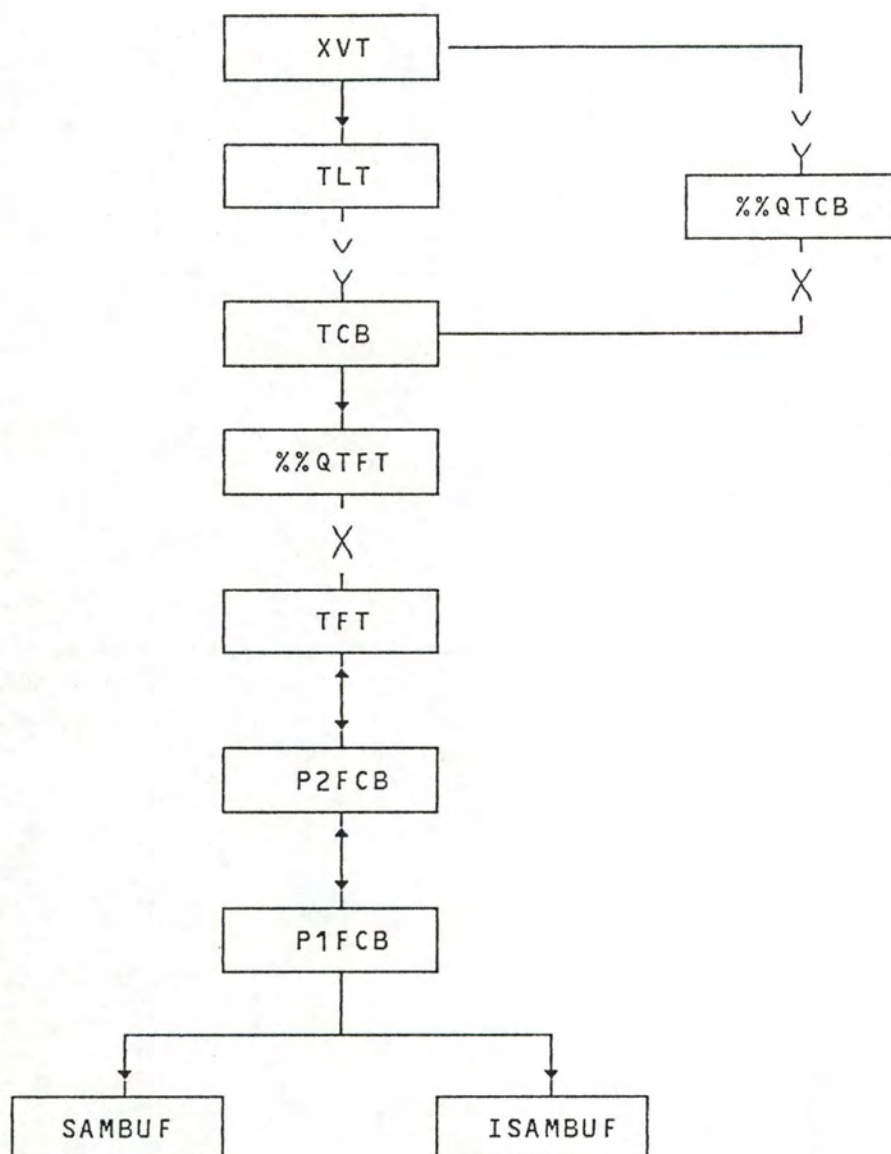 XVT
TLT
%%QTCB
TCB
%%QTFT
TFT
P2FCB
P1FCB
SAMBUF
ISAMBUF